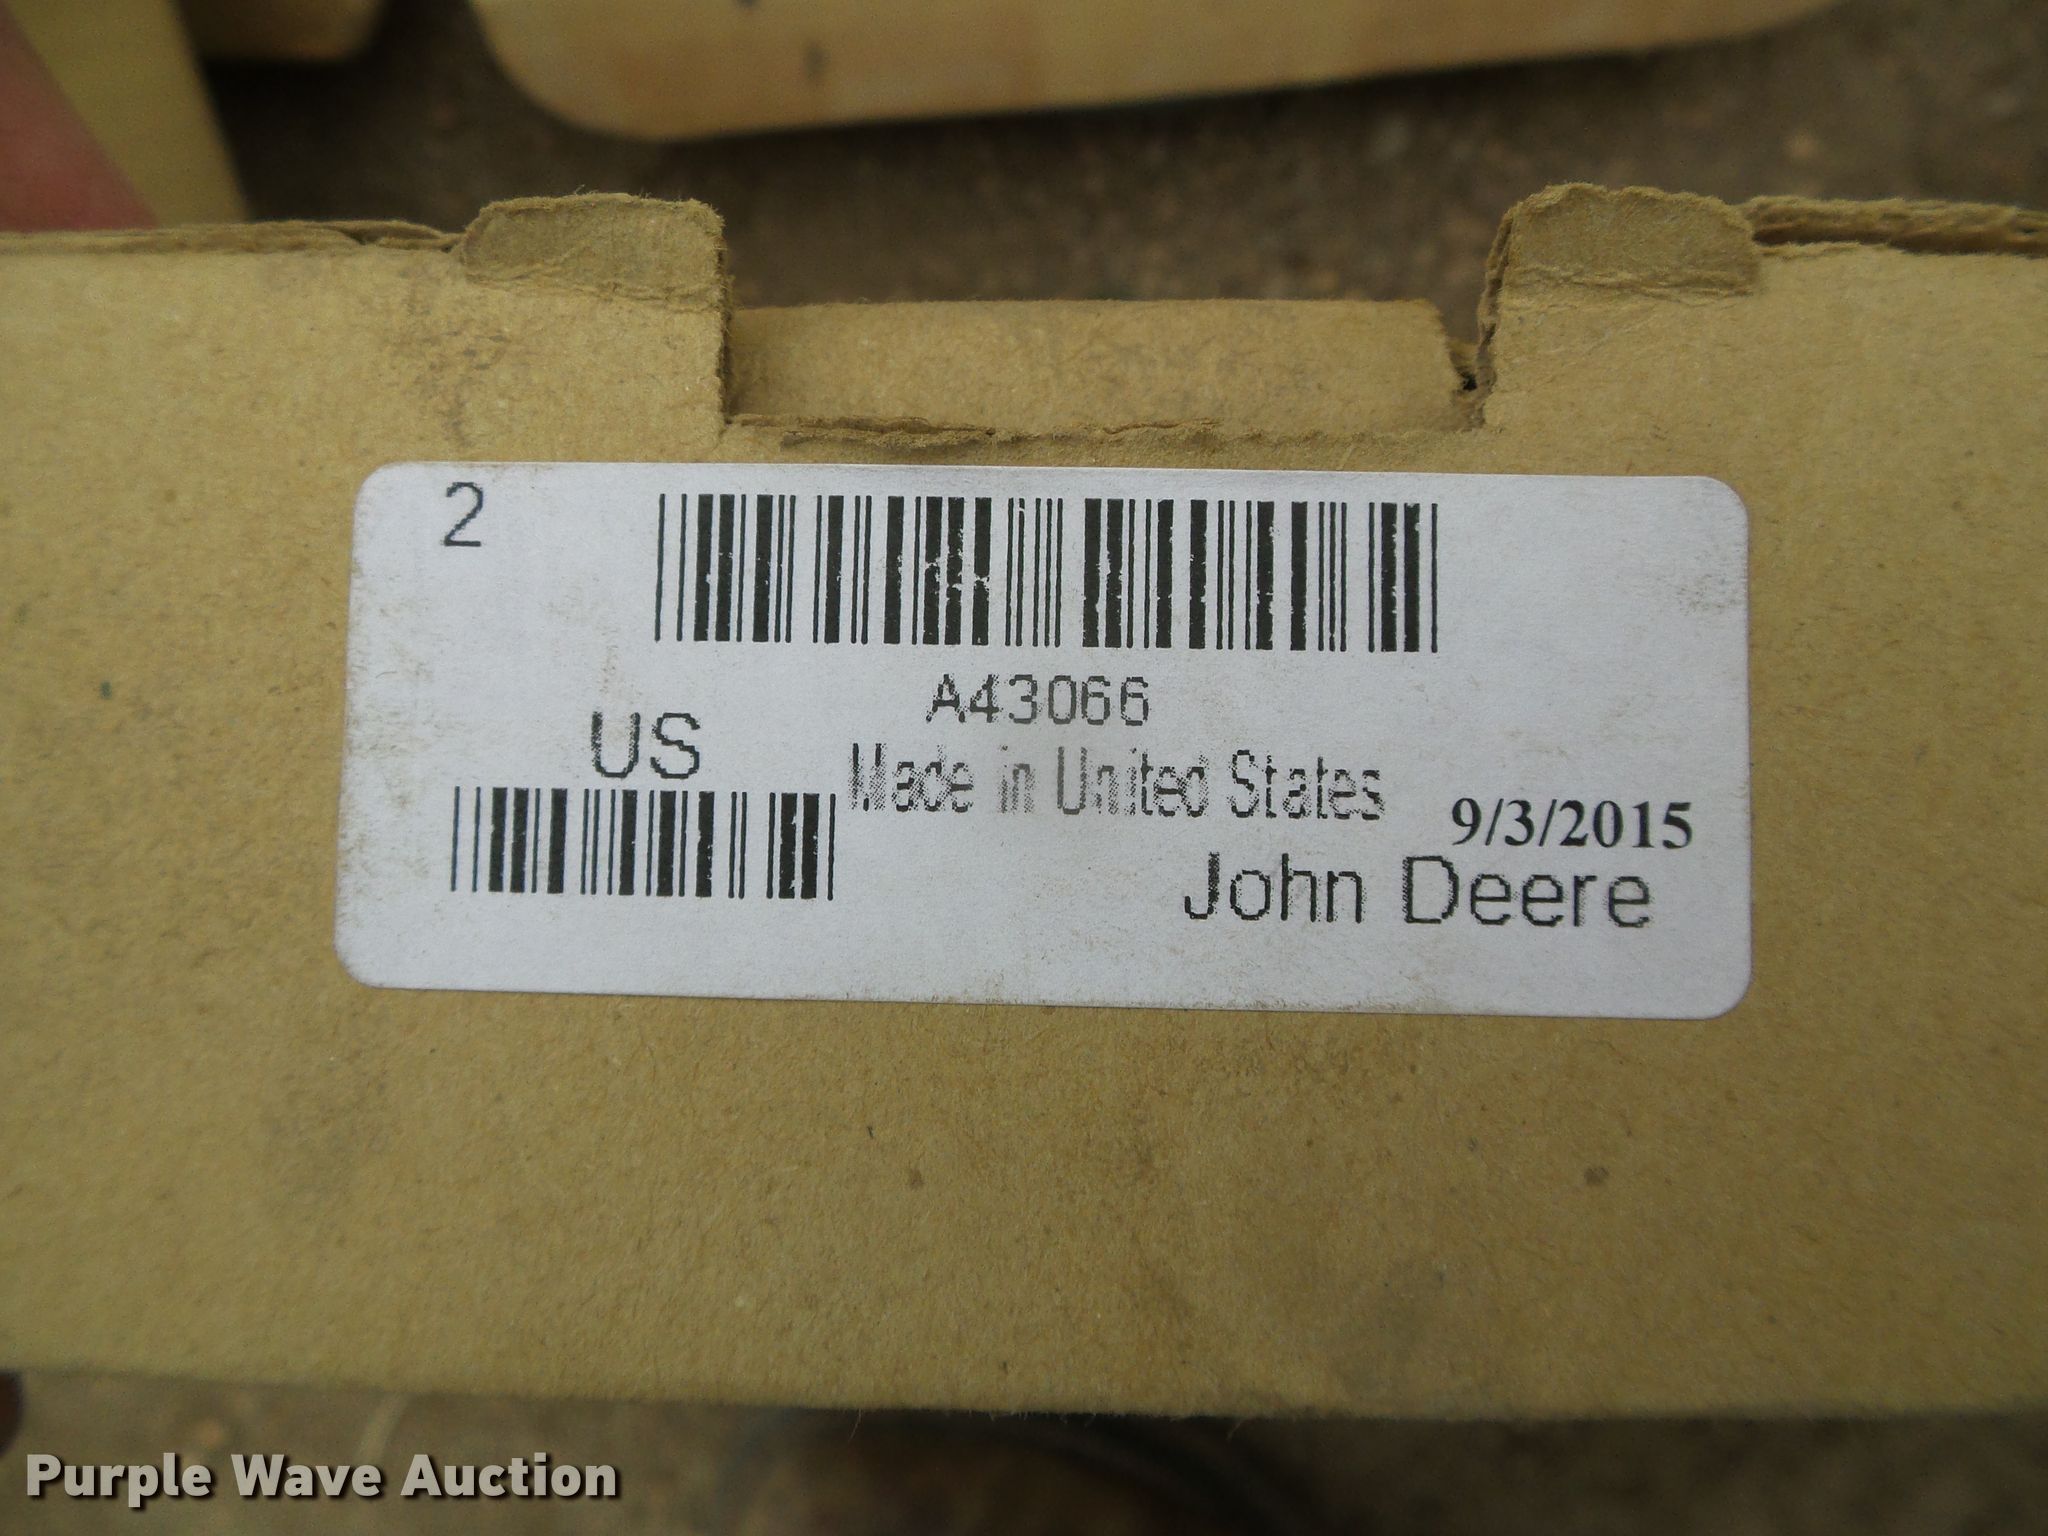 2
A43066
US
Made in United States
9/3/2015
John Deere
Purple Wave Auction